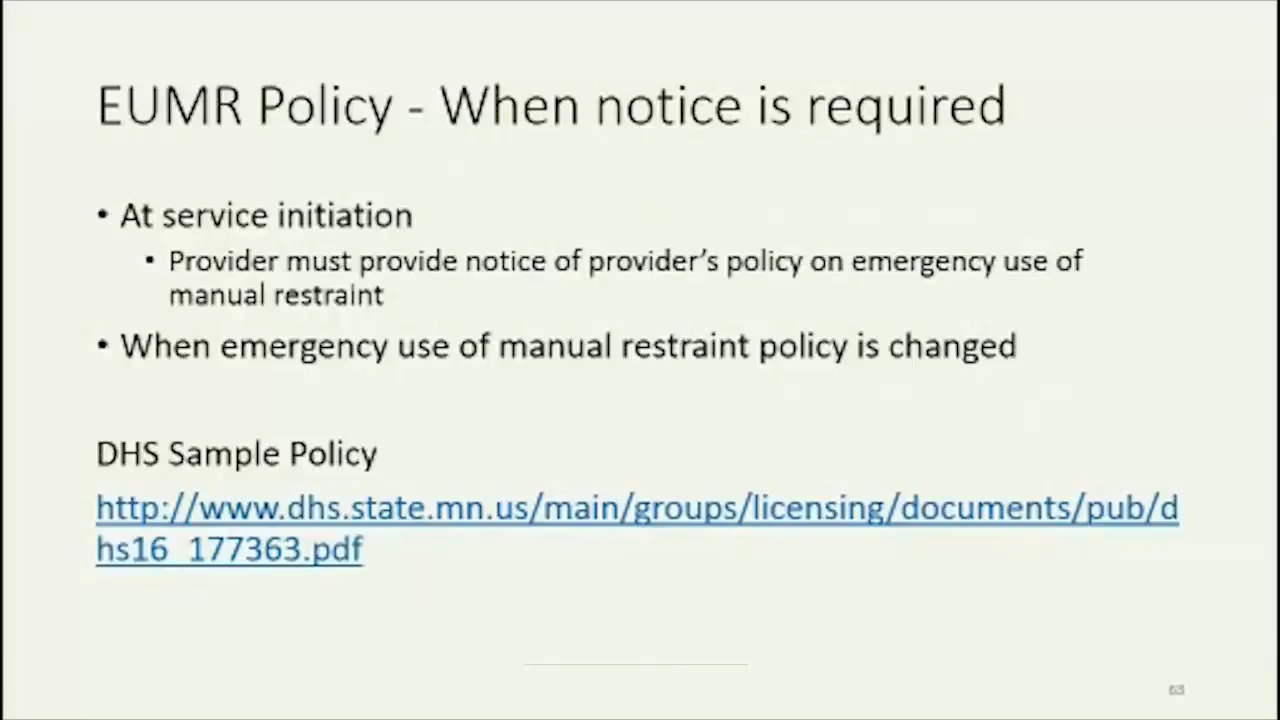 EUMR Policy - When notice is required
• At service initiation
• Provider must provide notice of provider’s policy on emergency use of
manual restraint
• When emergency use of manual restraint policy is changed
DHS Sample Policy
http://www.dhs.state.mn.us/main/groups/licensing/documents/pub/d
hs16_177363.pdf
63